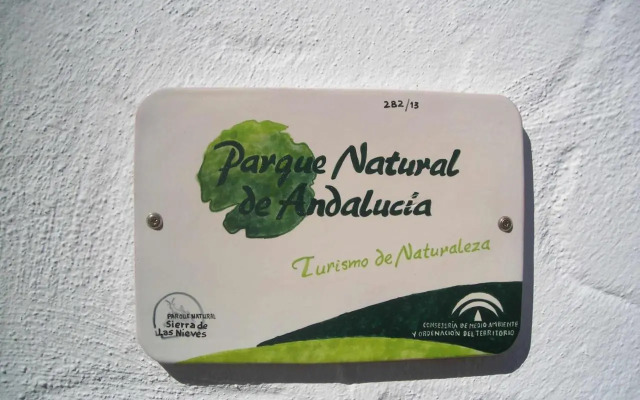 282/13
Parque Natural
de Andalucía
Turismo de Naturaleza
PARQUE NATURAL
Sierra de
Las Nieves
CONSEJERÍA DE MEDIO AMBIENTE
Y ORDENACIÓN DEL TERRITORIO